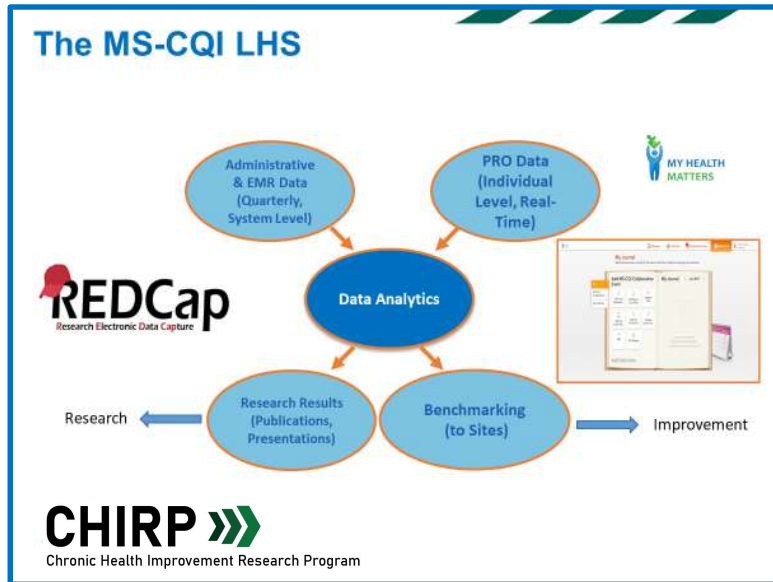 The MS-CQI LHS
Administrative
& EMR Data
(Quarterly,
System Level)
PRO Data
(Individual
Level, Real-
Time)
MY HEALTH
MATTERS
REDCap
Research Electronic Data Capture
Data Analytics
My Journal
My Journal
Research
Research Results
(Publications,
Presentations)
Benchmarking
(to Sites)
Improvement
CHIRP
Chronic Health Improvement Research Program